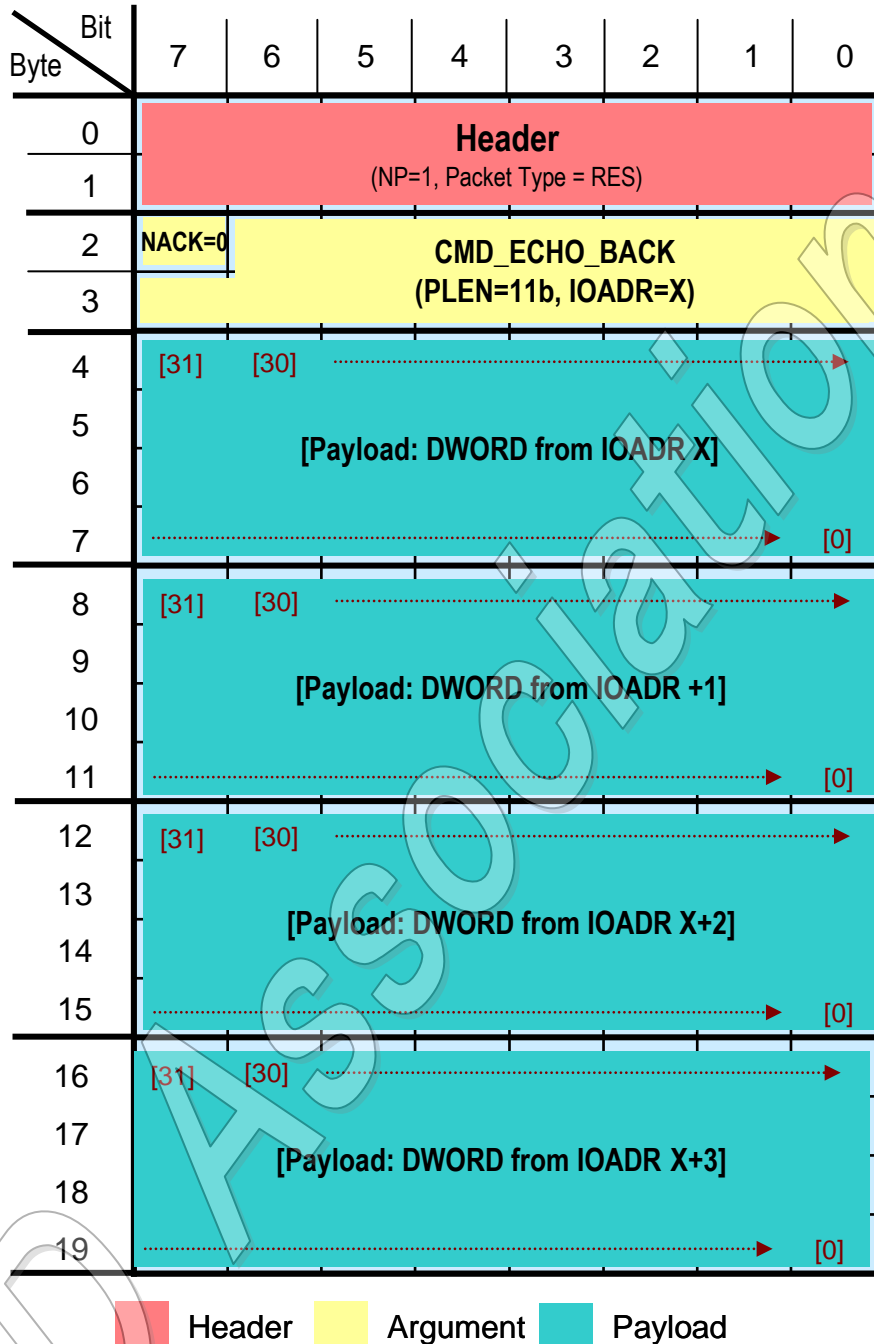 Bit
Byte 7 6 5 4 3 2 1 0
0
Header
1
(NP=1, Packet Type = RES)
2 NACK=0
CMD_ECHO_BACK
3
(PLEN=11b, IOADR=X)
4 [31] [30]
5
[Payload: DWORD from IOADR X]
6
7 [0]
8 [31] [30]
9
[Payload: DWORD from IOADR +1]
10
11 [0]
12 [31] [30]
13
[Payload: DWORD from IOADR X+2]
14
15 [0]
16 [31] [30]
17
[Payload: DWORD from IOADR X+3]
18
19 [0]
Header Argument Payload
D Association